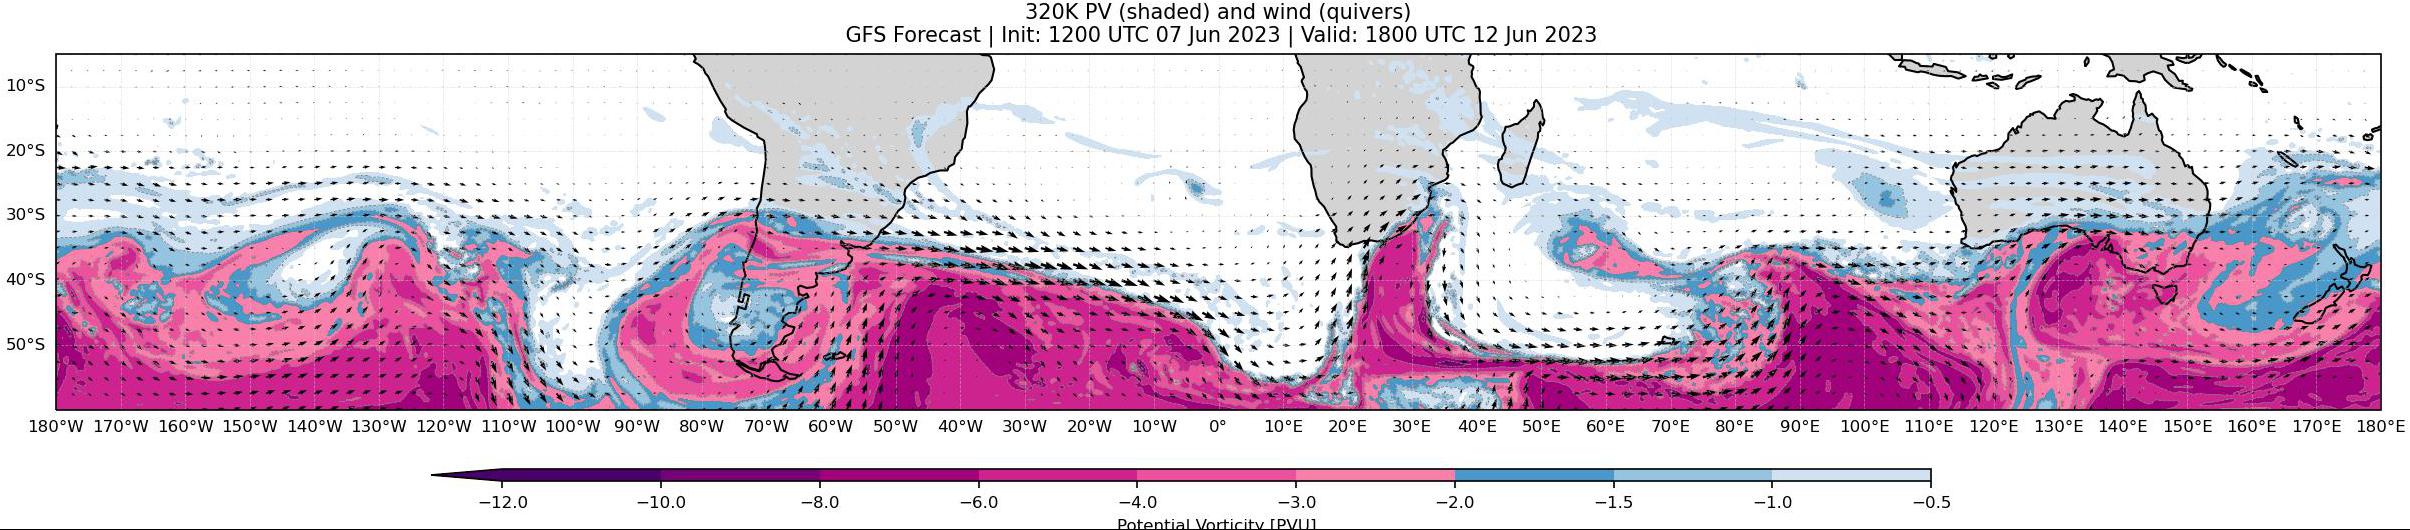 320K PV (shaded) and wind (quivers)
GFS Forecast | Init: 1200 UTC 07 Jun 2023 | Valid: 1800 UTC 12 Jun 2023
10°S
20°S
30°S
40°S
50°S
180°W 170°W 160°W 150°W 140°W 130°W 120°W 110°W 100°W 90°W 80°W 70°W 60°W 50°W 40°W 30°W 20°W 10°W 0° 10°E 20°E 30°E 40°E 50°E 60°E 70°E 80°E 90°E 100°E 110°E 120°E 130°E 140°E 150°E 160°E 170°E 180°E
−12.0 −10.0 −8.0 −6.0 −4.0 −3.0 −2.0 −1.5 −1.0 −0.5
Potential Vorticity [PVU]